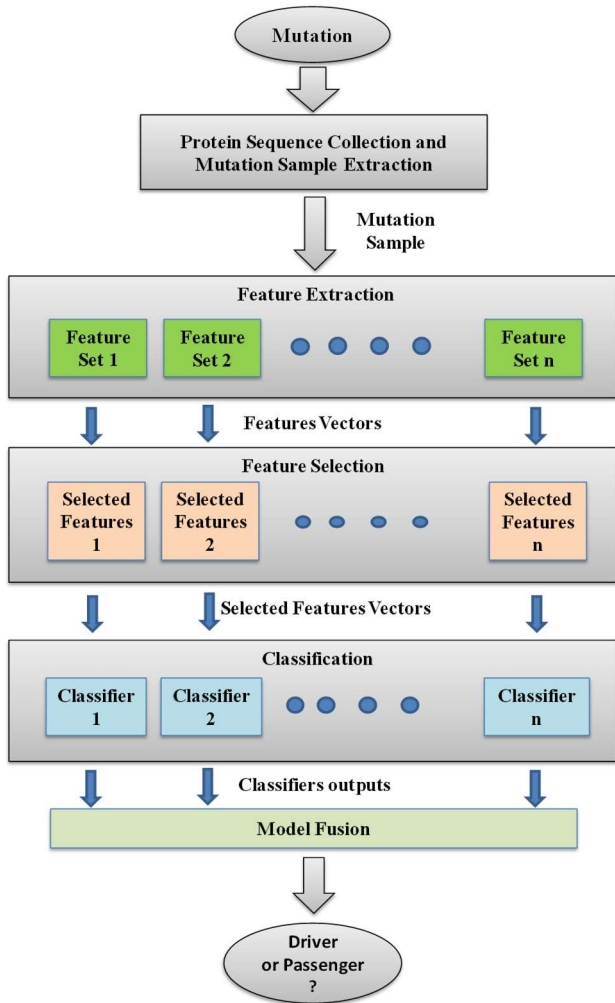 Mutation
Protein Sequence Collection and
Mutation Sample Extraction
Mutation
Sample
Feature Extraction
Feature
Set 1
Feature
Set 2
Feature
Set n
Features Vectors
Feature Selection
Selected
Features
1
Selected
Features
2
Selected
Features
n
Selected Features Vectors
Classification
Classifier
1
Classifier
2
Classifier
n
Classifiers outputs
Model Fusion
Driver
or Passenger
?